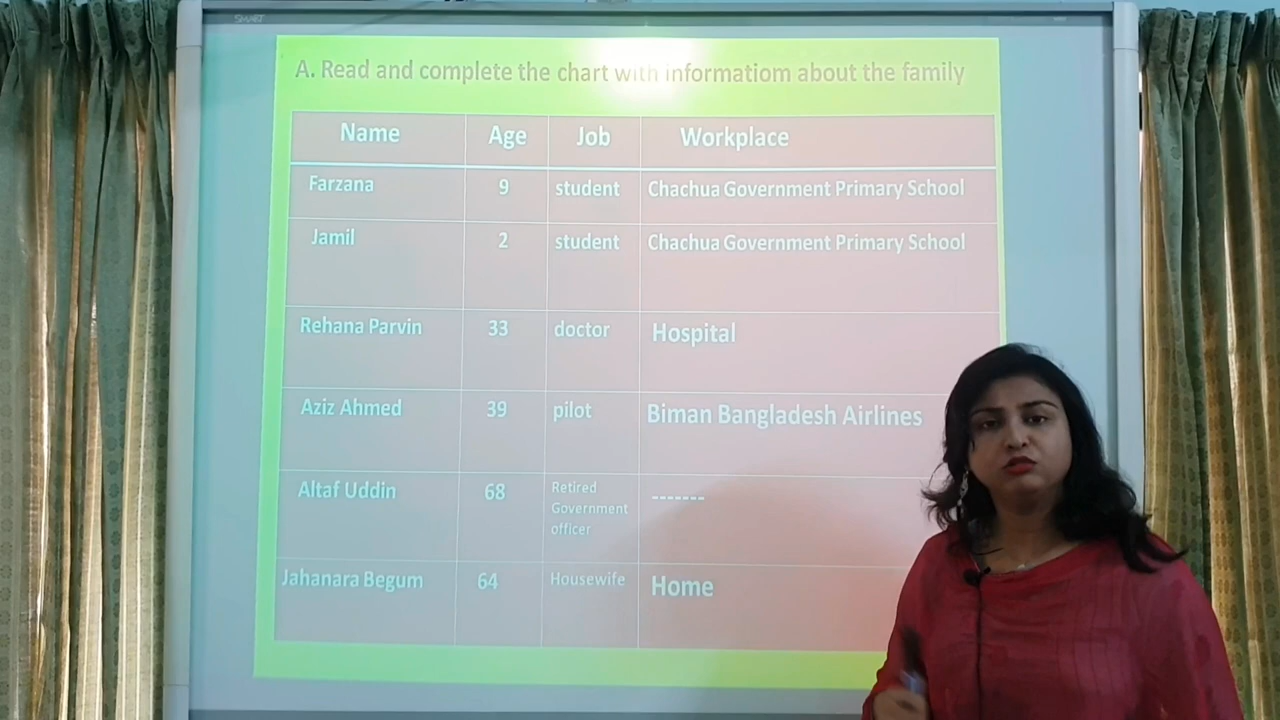 SMART
A. Read and complete the chart with informatiom about the family
Name Age Job Workplace
Farzana 9 student Chachua Government Primary School
Jamil 2 student Chachua Government Primary School
Rehana Parvin 33 doctor Hospital
Aziz Ahmed 39 pilot Biman Bangladesh Airlines
Altaf Uddin 68 Retired Government officer -------
Jahanara Begum 64 Housewife Home